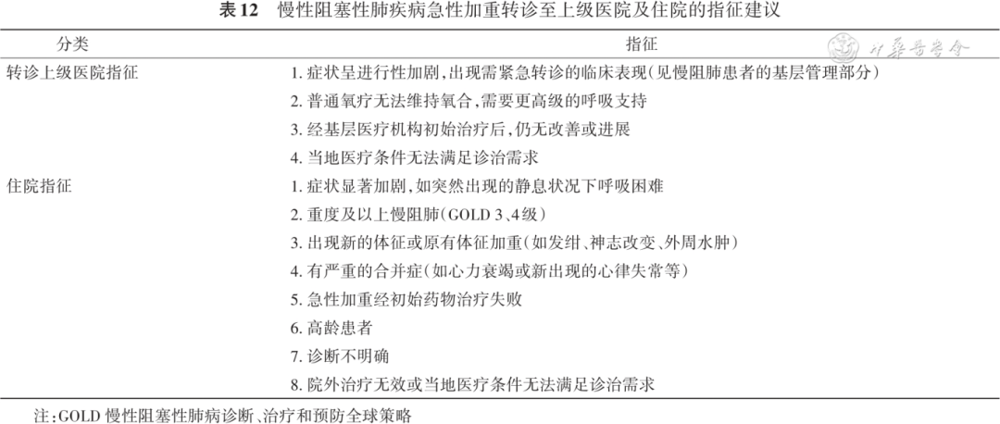 表12 慢性阻塞性肺疾病急性加重转诊至上级医院及住院的指征建议
分类 指征
中华医学会
转诊上级医院指征 1. 症状呈进行性加剧,出现需紧急转诊的临床表现(见慢阻肺患者的基层管理部分)
2. 普通氧疗无法维持氧合,需要更高级的呼吸支持
3. 经基层医疗机构初始治疗后,仍无改善或进展
4. 当地医疗条件无法满足诊治需求
住院指征 1. 症状显著加剧,如突然出现的静息状况下呼吸困难
2. 重度及以上慢阻肺(GOLD 3、4级)
3. 出现新的体征或原有体征加重(如发绀、神志改变、外周水肿)
4. 有严重的合并症(如心力衰竭或新出现的心律失常等)
5. 急性加重经初始药物治疗失败
6. 高龄患者
7. 诊断不明确
8. 院外治疗无效或当地医疗条件无法满足诊治需求
注:GOLD 慢性阻塞性肺病诊断、治疗和预防全球策略